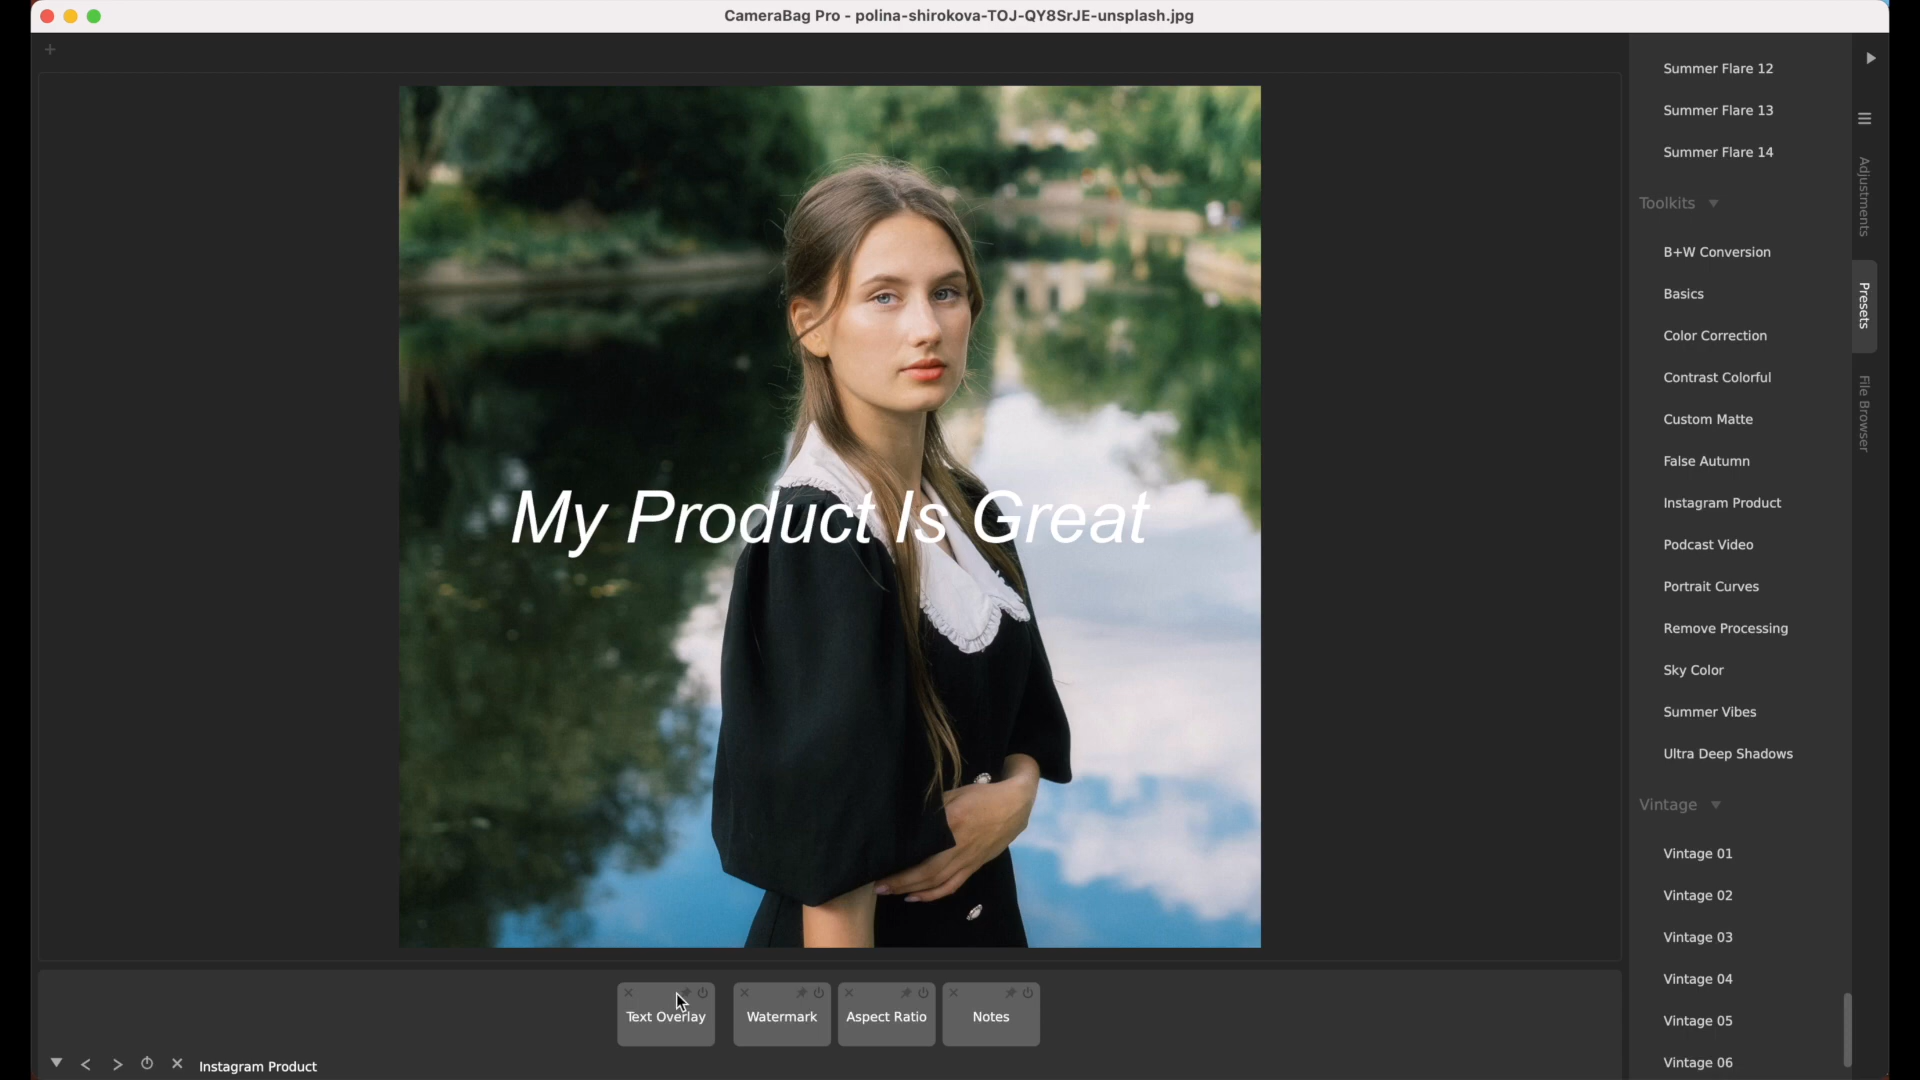 CameraBag Pro - polina-shirokova-TOJ-QY8SrJE-unsplash.jpg
Summer Flare 12
Summer Flare 13
Summer Flare 14
Toolkits
B+W Conversion
Basics
Color Correction
Contrast Colorful
Custom Matte
False Autumn
Instagram Product
Podcast Video
Portrait Curves
Remove Processing
Sky Color
Summer Vibes
Ultra Deep Shadows
Vintage
Vintage 01
Vintage 02
Vintage 03
Vintage 04
Vintage 05
Vintage 06
Adjustments
Presets
File Browser
My Product Is Great
Text Overlay
Watermark
Aspect Ratio
Notes
Instagram Product